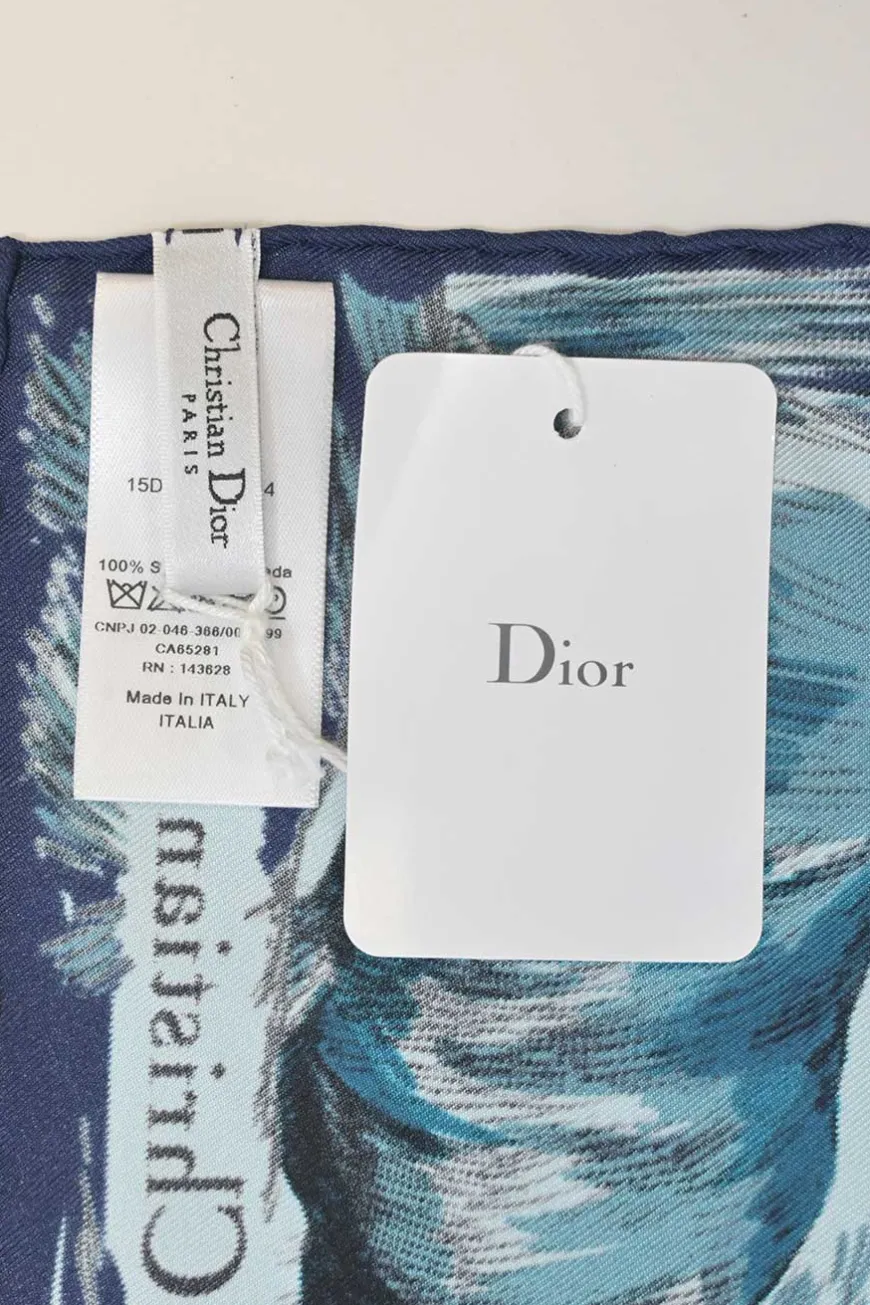 Christian Dior
PARIS
15D 4
100% S
CNPJ 02-046-366/00 99
CA65281
RN : 143628
Made In ITALY
ITALIA
Dior
Christian